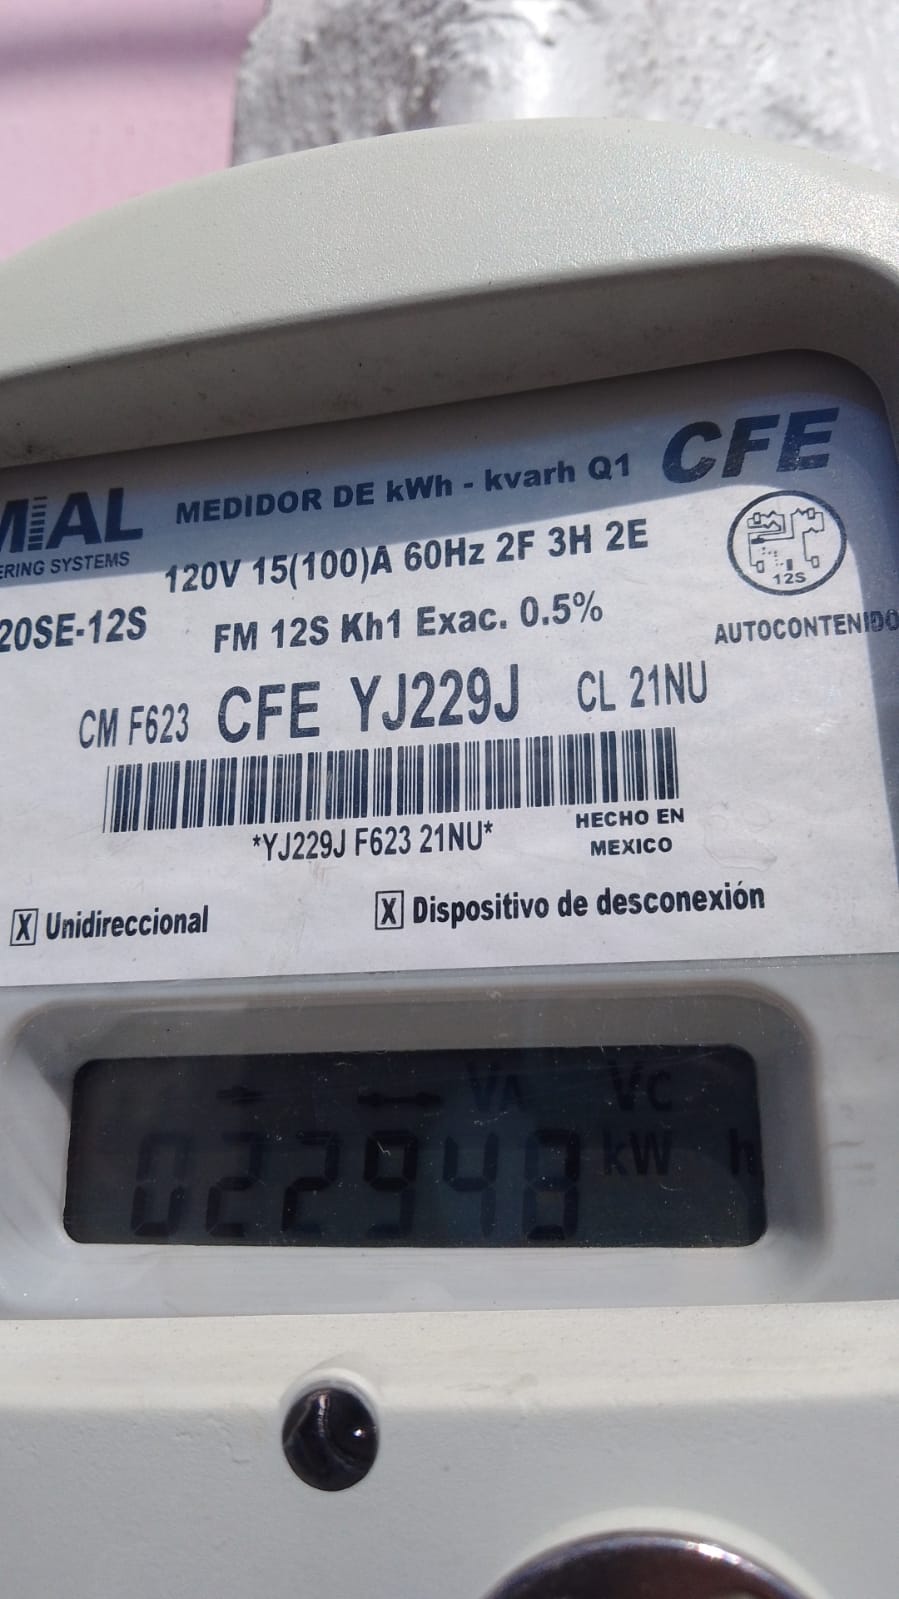 CFE
MEDIDOR DE kWh - kvarh Q1
MIAL
ERING SYSTEMS
120V 15(100)A 60Hz 2F 3H 2E
12S
20SE-12S
FM 12S Kh1 Exac. 0.5%
AUTOCONTENIDO
CM F623 CFE YJ229J CL 21NU
*YJ229J F623 21NU*
HECHO EN
MEXICO
X Unidireccional
X Dispositivo de desconexión
VA VC
022948 kW h